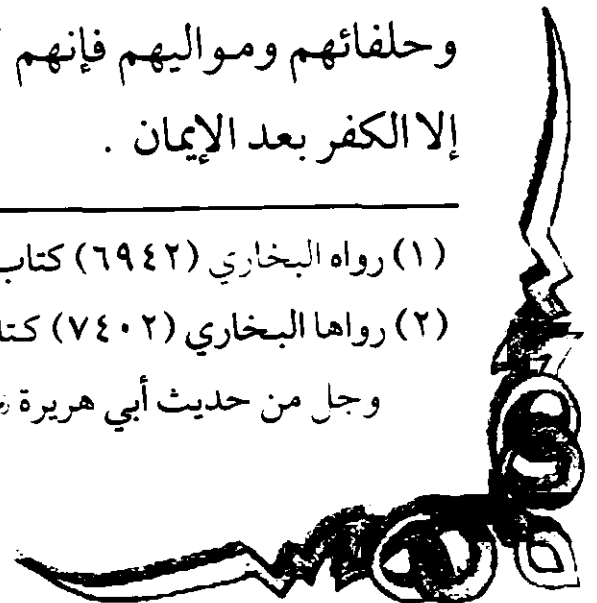 وحلفائهم ومواليهم فإنهم
إلا الكفر بعد الإيمان .
(١) رواه البخاري (٦٩٤٢) كتاب
(٢) رواها البخاري (٧٤٠٢)
وجل من حديث أبي هريرة